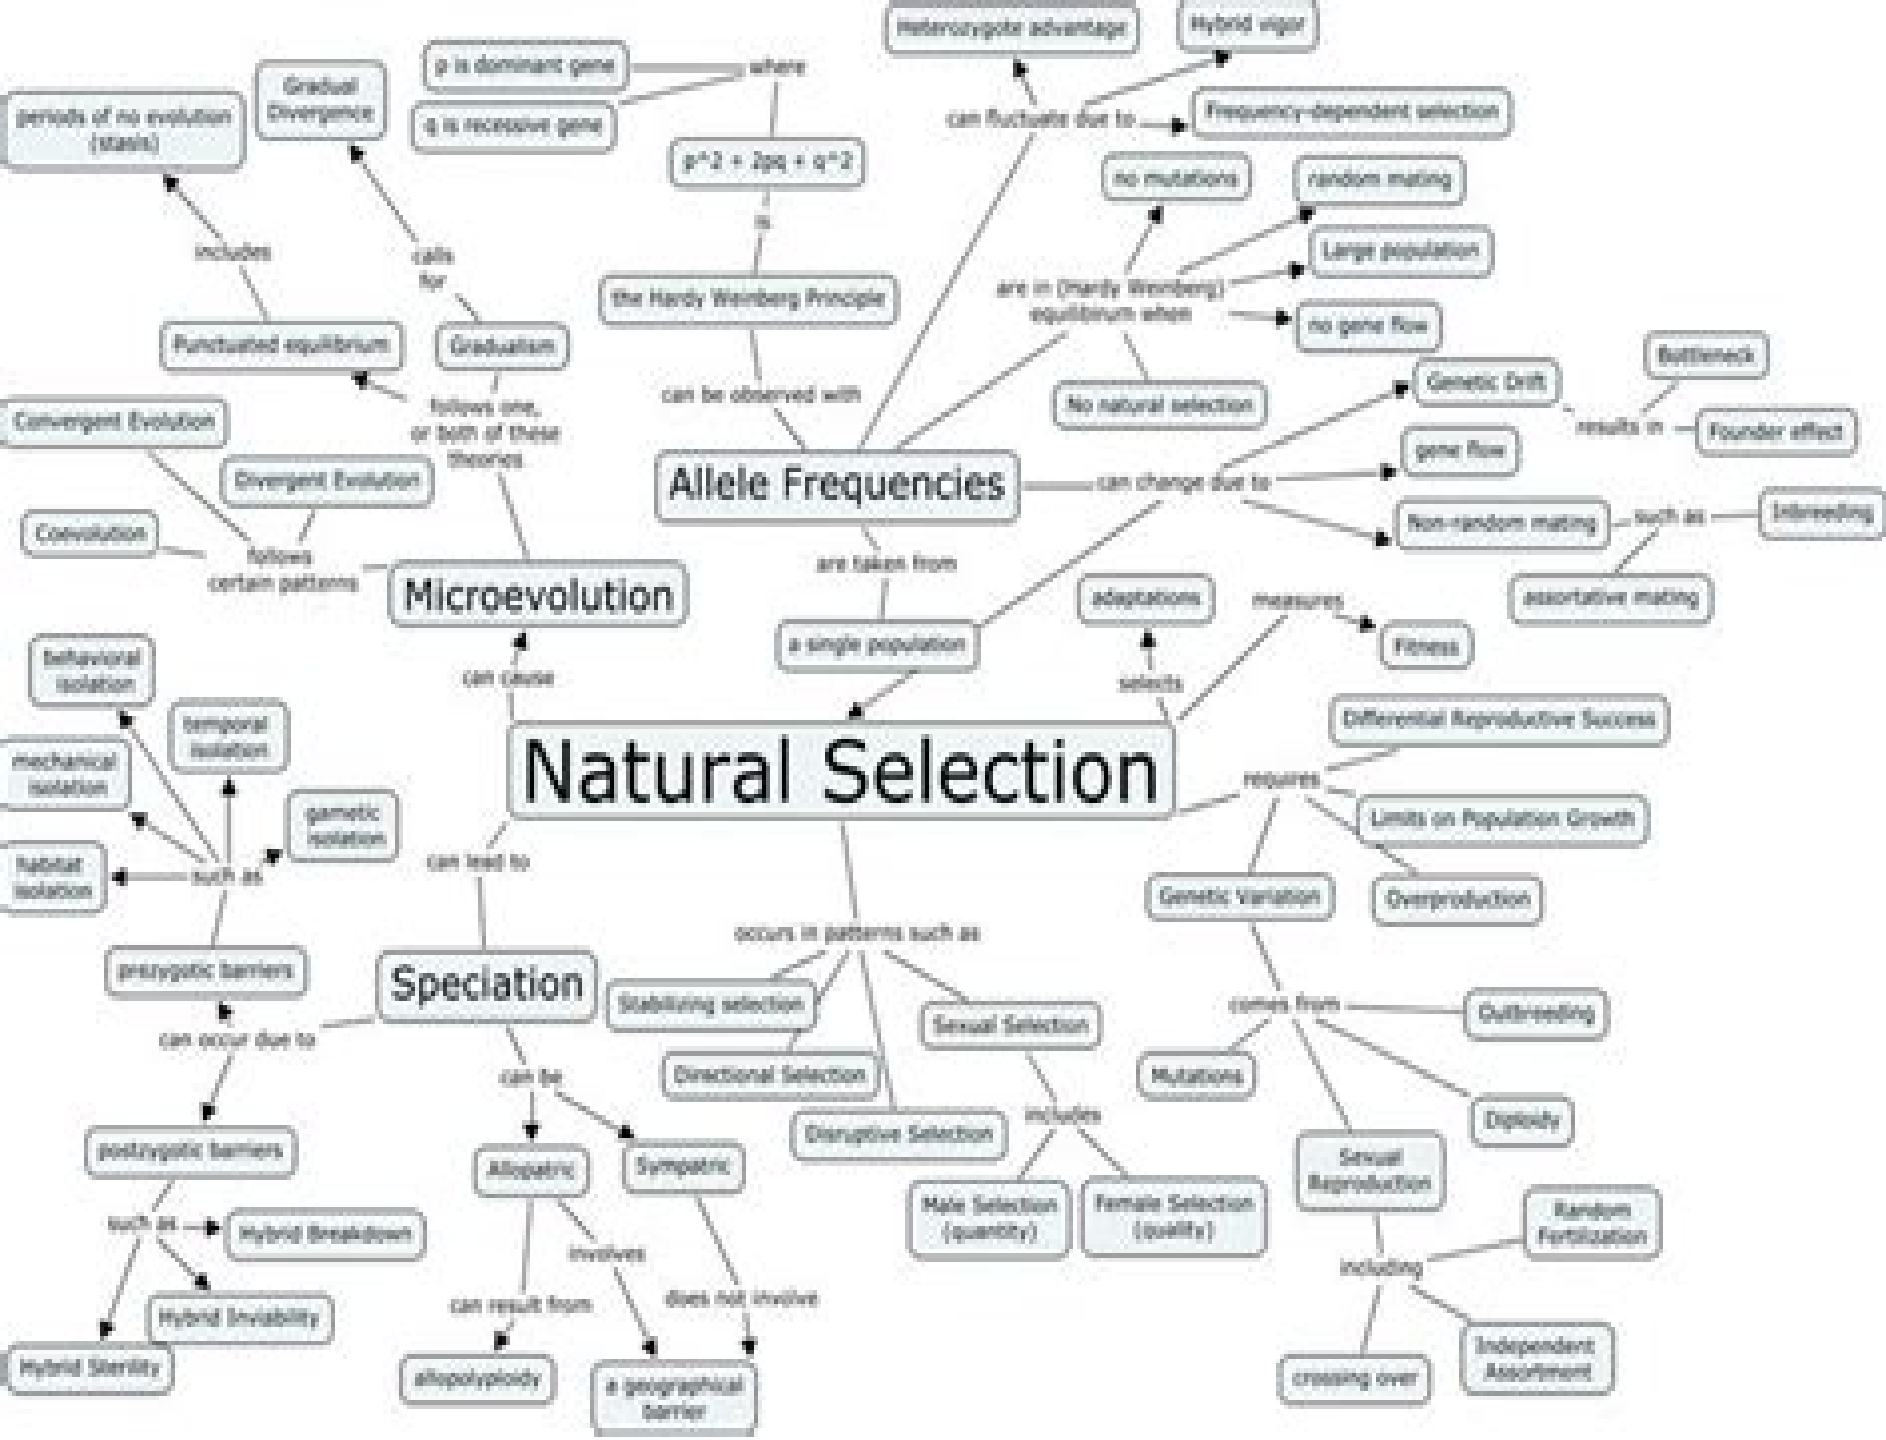 Heterozygote advantage
Hybrid vigor
p is dominant gene
where
Gradual
Divergence
periods of no evolution
(stasis)
q is recessive gene
can fluctuate due to
Frequency-dependent selection
p^2 + 2pq + q^2
no mutations
random mating
is
includes
calls
for
Large population
are in (Hardy Weinberg)
equilibirum when
the Hardy Weinberg Principle
no gene flow
Punctuated equilibrium
Gradualism
Bottleneck
Genetic Drift
can be observed with
No natural selection
follows one,
or both of these
theories
Convergent Evolution
results in
Founder effect
gene flow
Divergent Evolution
Allele Frequencies
can change due to
Coevolution
Non-random mating
such as
Inbreeding
follows
certain patterns
are taken from
Microevolution
adaptations
measures
assortative mating
a single population
Fitness
behavioral
isolation
can cause
selects
temporal
isolation
Differential Reproductive Success
mechanical
isolation
Natural Selection
requires
gametic
isolation
Limits on Population Growth
habitat
isolation
such as
can lead to
Genetic Variation
Overproduction
occurs in patterns such as
prezygotic barriers
Speciation
Stabilizing selection
Sexual Selection
comes from
Outbreeding
can occur due to
can be
Directional Selection
Mutations
includes
Disruptive Selection
Diploidy
postzygotic barriers
Allopatric
Sympatric
Sexual
Reproduction
Male Selection
(quantity)
Female Selection
(quality)
such as
Hybrid Breakdown
Random
Fertilization
involves
including
can result from
does not involve
Hybrid Inviability
Hybrid Sterility
allopolyploidy
a geographical
barrier
crossing over
Independent
Assortment